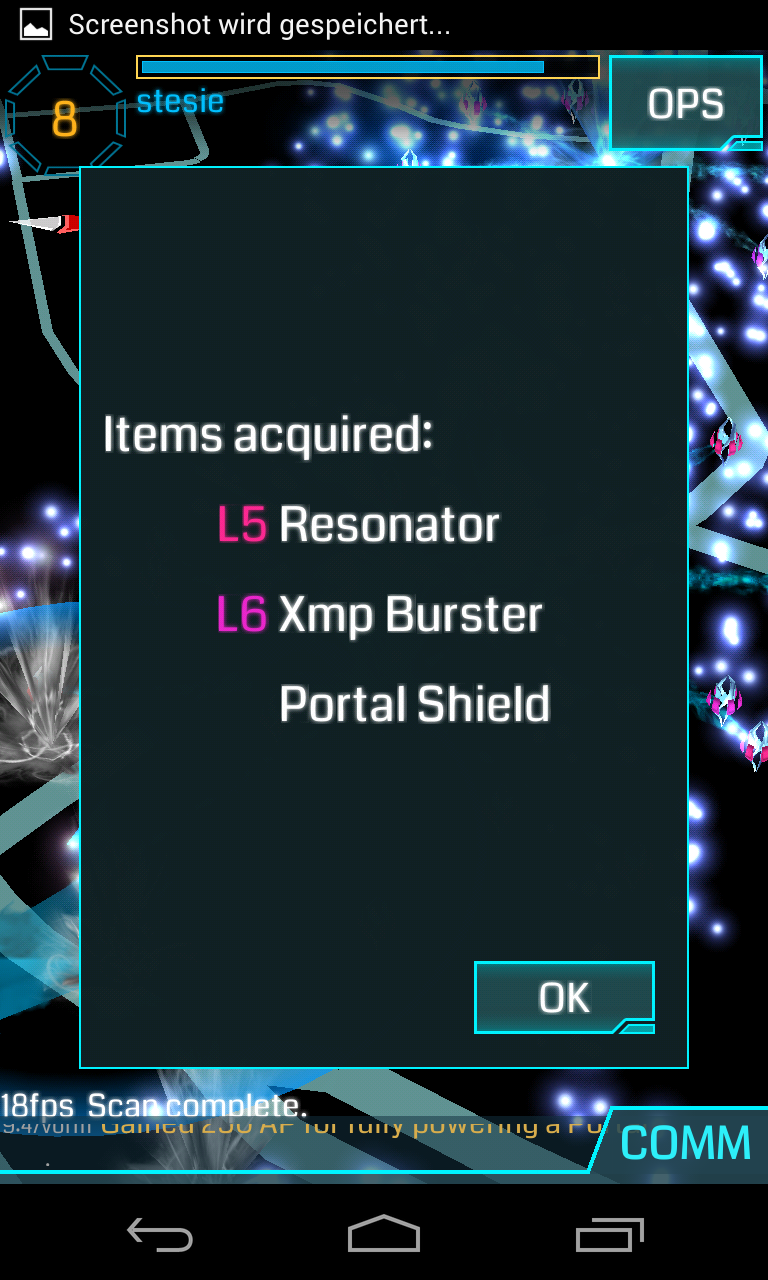 Screenshot wird gespeichert...
8
stesie
OPS
Items acquired:
L5 Resonator
L6 Xmp Burster
Portal Shield
OK
18fps Scan complete.
Gained 250 AP for fully powering a
COMM